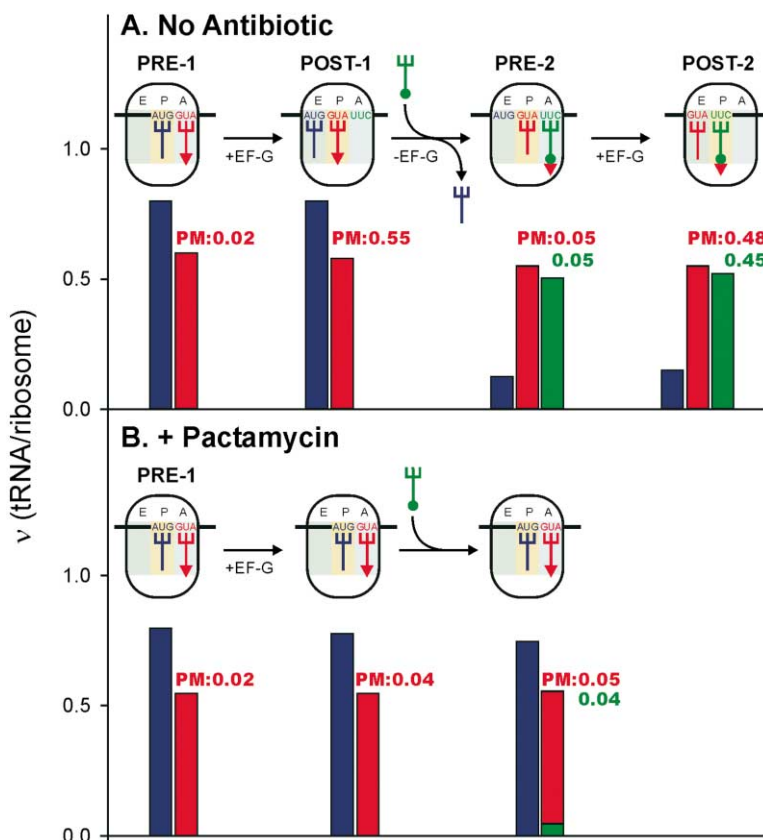 A. No Antibiotic
PRE-1 POST-1 PRE-2 POST-2
E P A E P A E P A E P A
AUG GUA AUG GUA UUC AUG GUA UUC GUA UUC
+EF-G -EF-G +EF-G
1.0
PM:0.02 PM:0.55 PM:0.05 PM:0.48
0.05 0.45
0.5
0.0
ν (tRNA/ribosome)
B. + Pactamycin
PRE-1
E P A E P A E P A
AUG GUA AUG GUA AUG GUA
+EF-G
1.0
PM:0.02 PM:0.04 PM:0.05
0.04
0.5
0.0